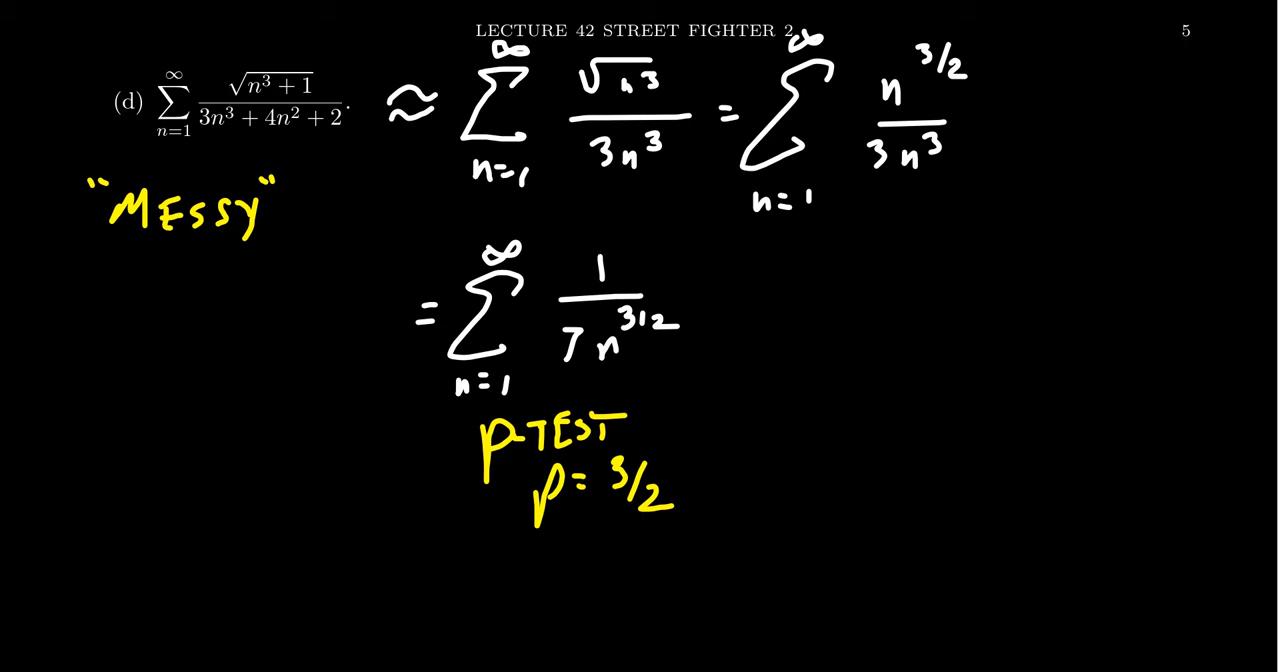 LECTURE 42 STREET FIGHTER 2 5
(d) ∑_{n=1}^{∞} √(n³ + 1) / (3n³ + 4n² + 2). ≈ ∑_{n=1}^{∞} √(n³) / (3n³) = ∑_{n=1}^{∞} n^{3/2} / (3n³)
"MESSY"
= ∑_{n=1}^{∞} 1 / (7n^{3/2})
P-TEST
P = 3/2